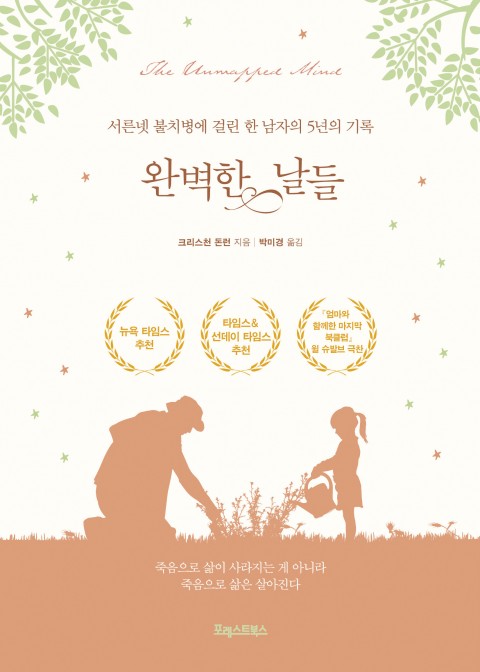 The Unmapped Mind
서른넷 불치병에 걸린 한 남자의 5년의 기록
완벽한 날들
크리스천 돈런 지음 | 박미경 옮김
뉴욕 타임스
추천
타임스&
선데이 타임스
추천
「엄마와
함께한 마지막
북클럽」
윌 슈발브 극찬
죽음으로 삶이 사라지는 게 아니라
죽음으로 삶은 살아진다
포레스트북스